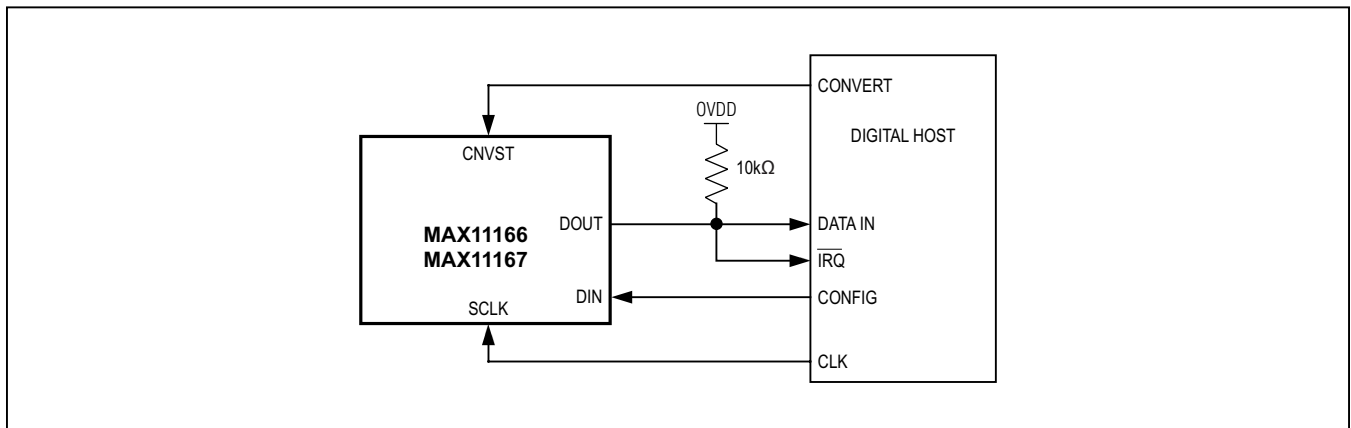 CONVERT
OVDD
DIGITAL HOST
CNVST
10kΩ
DOUT
DATA IN
MAX11166
MAX11167
IRQ
DIN
CONFIG
SCLK
CLK